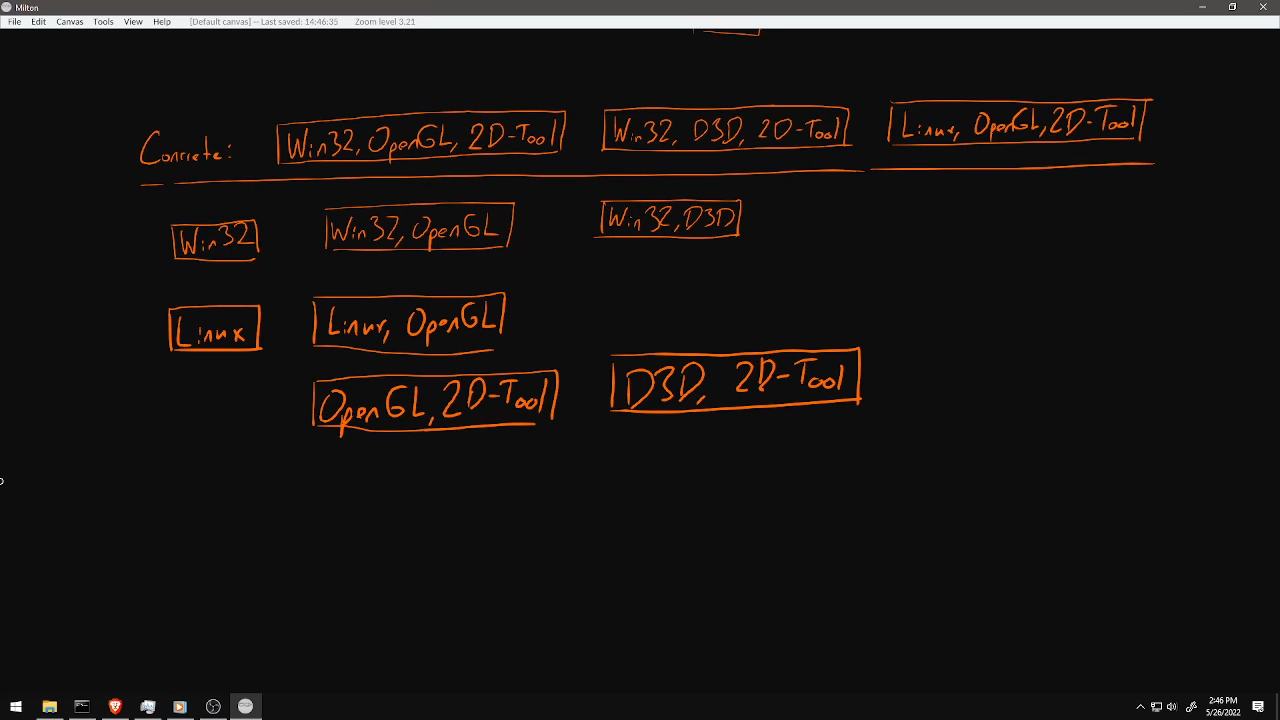 Milton
File Edit Canvas Tools View Help [Default canvas] -- Last saved: 14:46:35 Zoom level 3.21
Concrete: Win32, OpenGL, 2D-Tool Win32, D3D, 2D-Tool Linux, OpenGL, 2D-Tool
Win32 Win32, OpenGL Win32, D3D
Linux Linux, OpenGL
OpenGL, 2D-Tool D3D, 2D-Tool
2:46 PM
5/26/2022